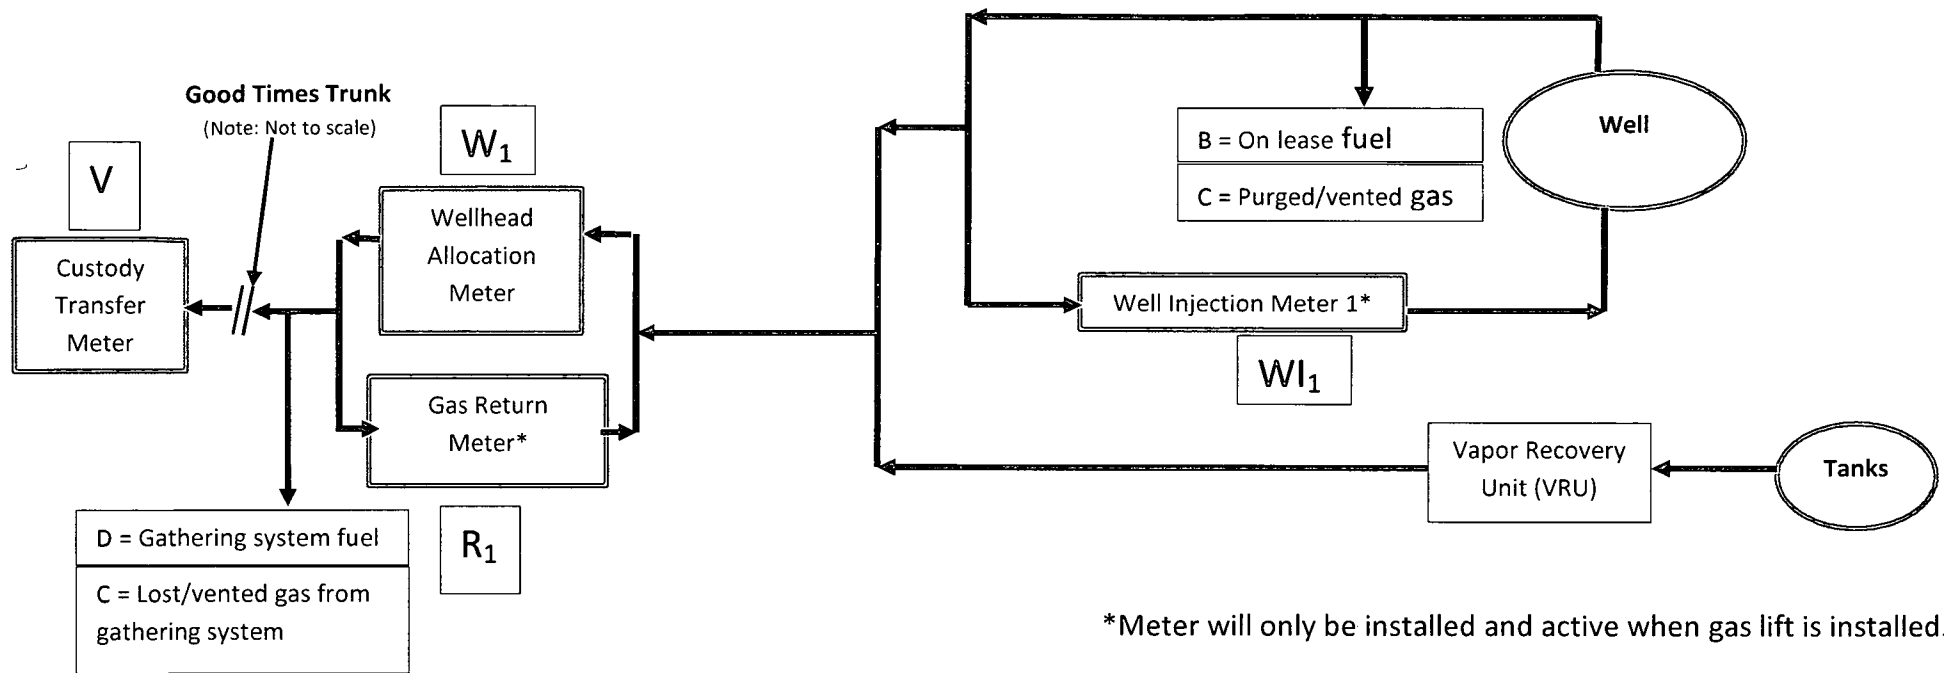 Good Times Trunk
(Note: Not to scale)
V
W1
Custody
Transfer
Meter
Wellhead
Allocation
Meter
Gas Return
Meter*
R1
D = Gathering system fuel
C = Lost/vented gas from
gathering system
B = On lease fuel
C = Purged/vented gas
Well
Well Injection Meter 1*
WI1
Vapor Recovery
Unit (VRU)
Tanks
*Meter will only be installed and active when gas lift is installed.